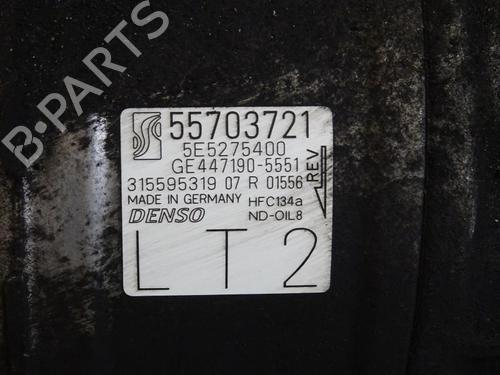 55703721
5E5275400
GE447190-5551
315595319 07 R 01556
REV
MADE IN GERMANY HFC134a
DENSO ND-OIL8
LT2
B-PARTS